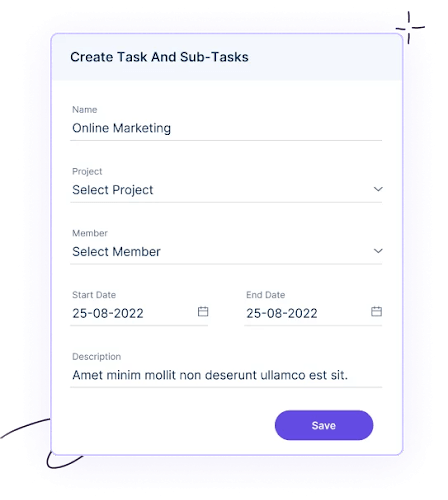 Create Task And Sub-Tasks
Name
Online Marketing
Project
Select Project
Member
Select Member
Start Date End Date
25-08-2022 25-08-2022
Description
Amet minim mollit non deserunt ullamco est sit.
Save